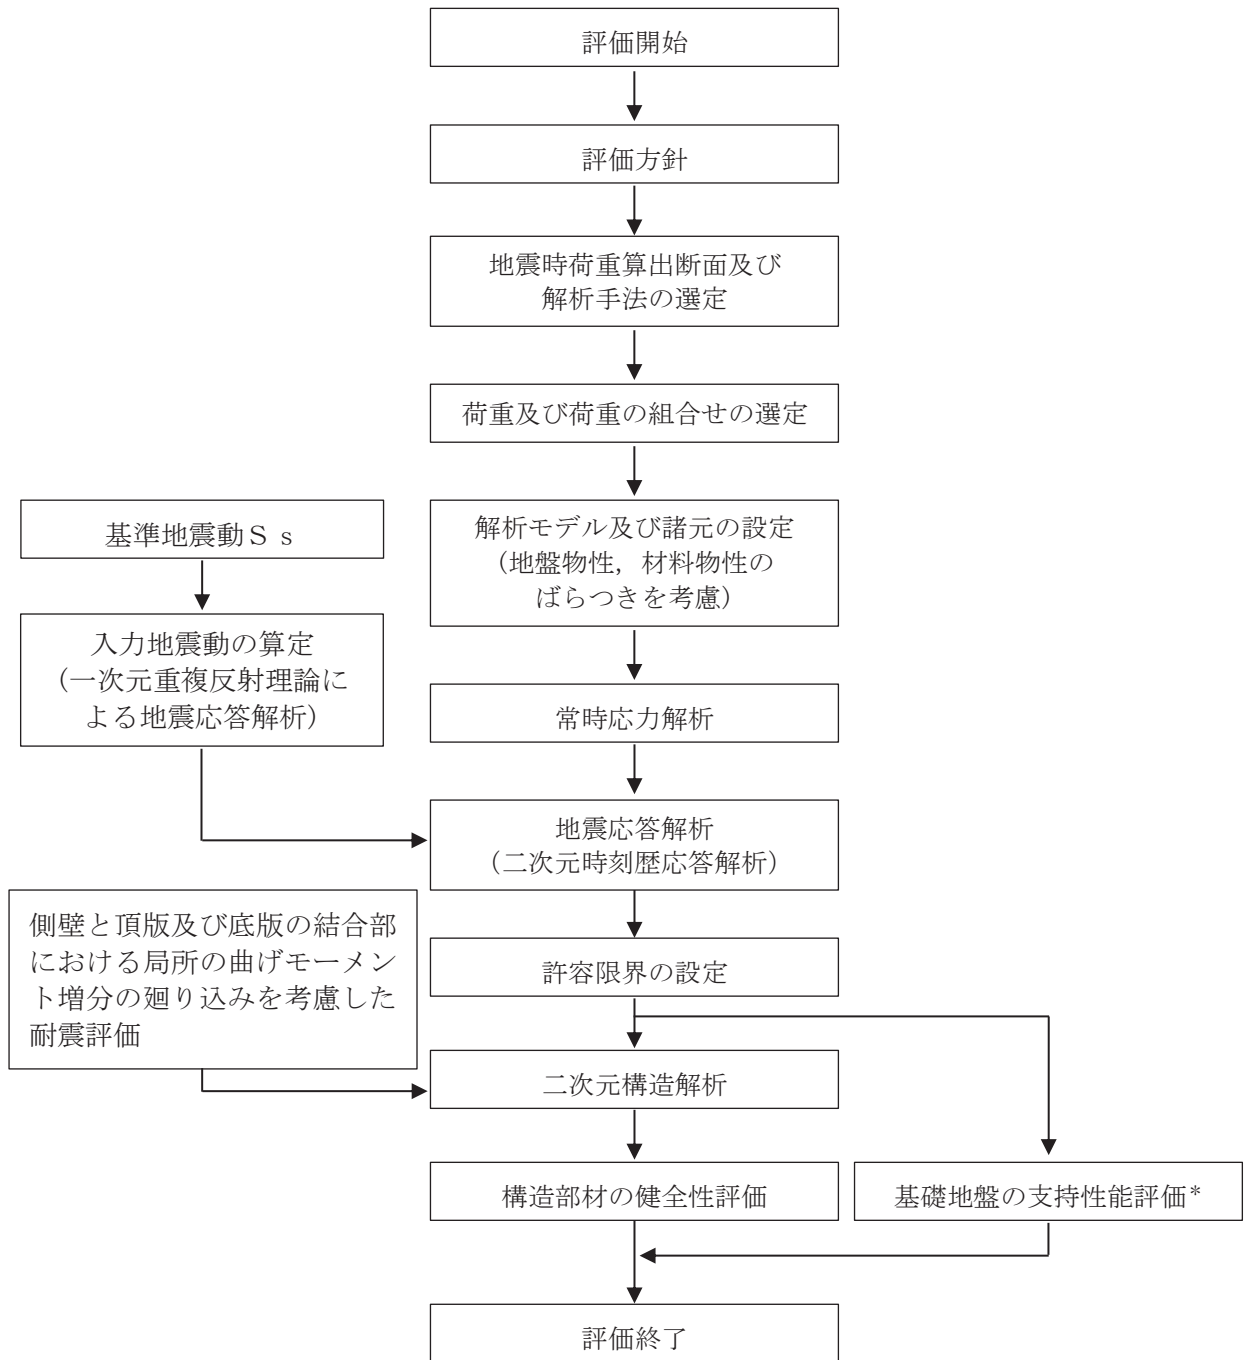 評価開始
評価方針
地震時荷重算出断面及び
解析手法の選定
荷重及び荷重の組合せの選定
基準地震動Ｓｓ
解析モデル及び諸元の設定
（地盤物性，材料物性の
ばらつきを考慮）
入力地震動の算定
（一次元重複反射理論に
よる地震応答解析）
常時応力解析
地震応答解析
（二次元時刻歴応答解析）
側壁と頂版及び底版の結合部
における局所の曲げモーメン
ト増分の廻り込みを考慮した
耐震評価
許容限界の設定
二次元構造解析
構造部材の健全性評価
基礎地盤の支持性能評価*
評価終了